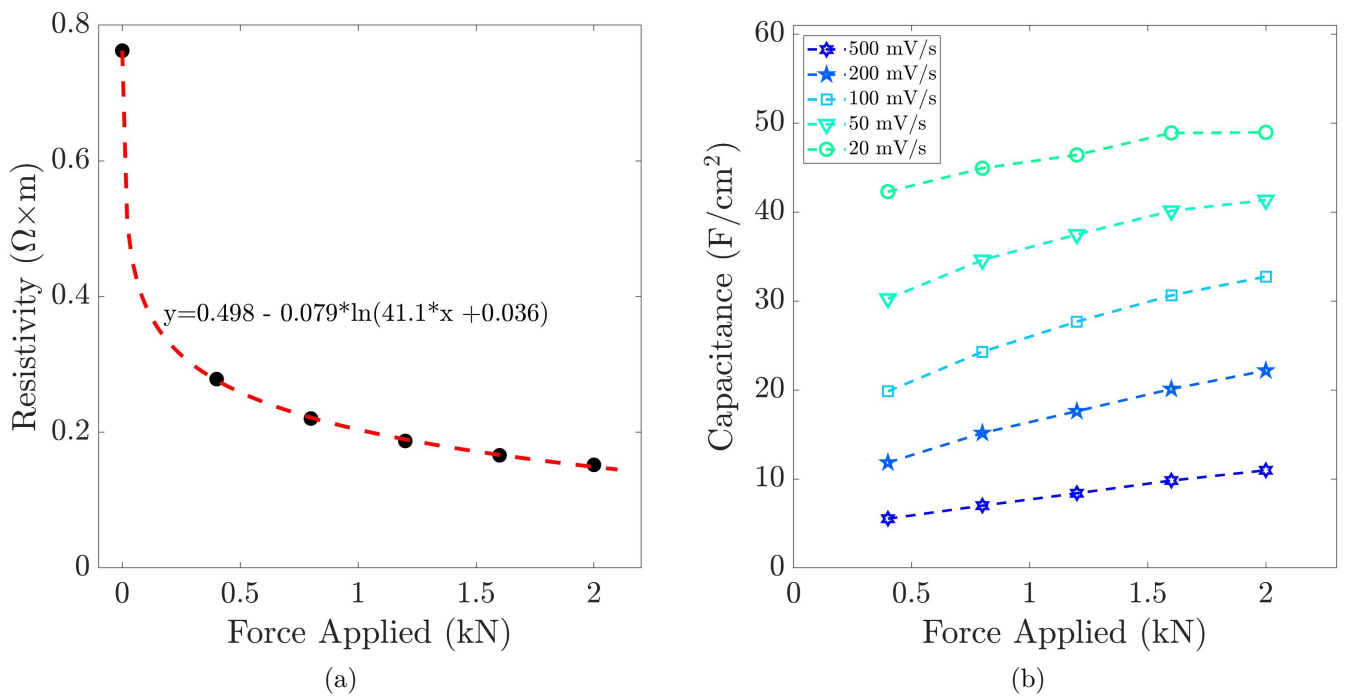 0.8
0.6
0.4
0.2
0
0
0.5
1
1.5
2
Resistivity (Ω×m)
Force Applied (kN)
y=0.498 - 0.079*ln(41.1*x +0.036)
(a)
60
50
40
30
20
10
0
0
0.5
1
1.5
2
Capacitance (F/cm²)
Force Applied (kN)
500 mV/s
200 mV/s
100 mV/s
50 mV/s
20 mV/s
(b)